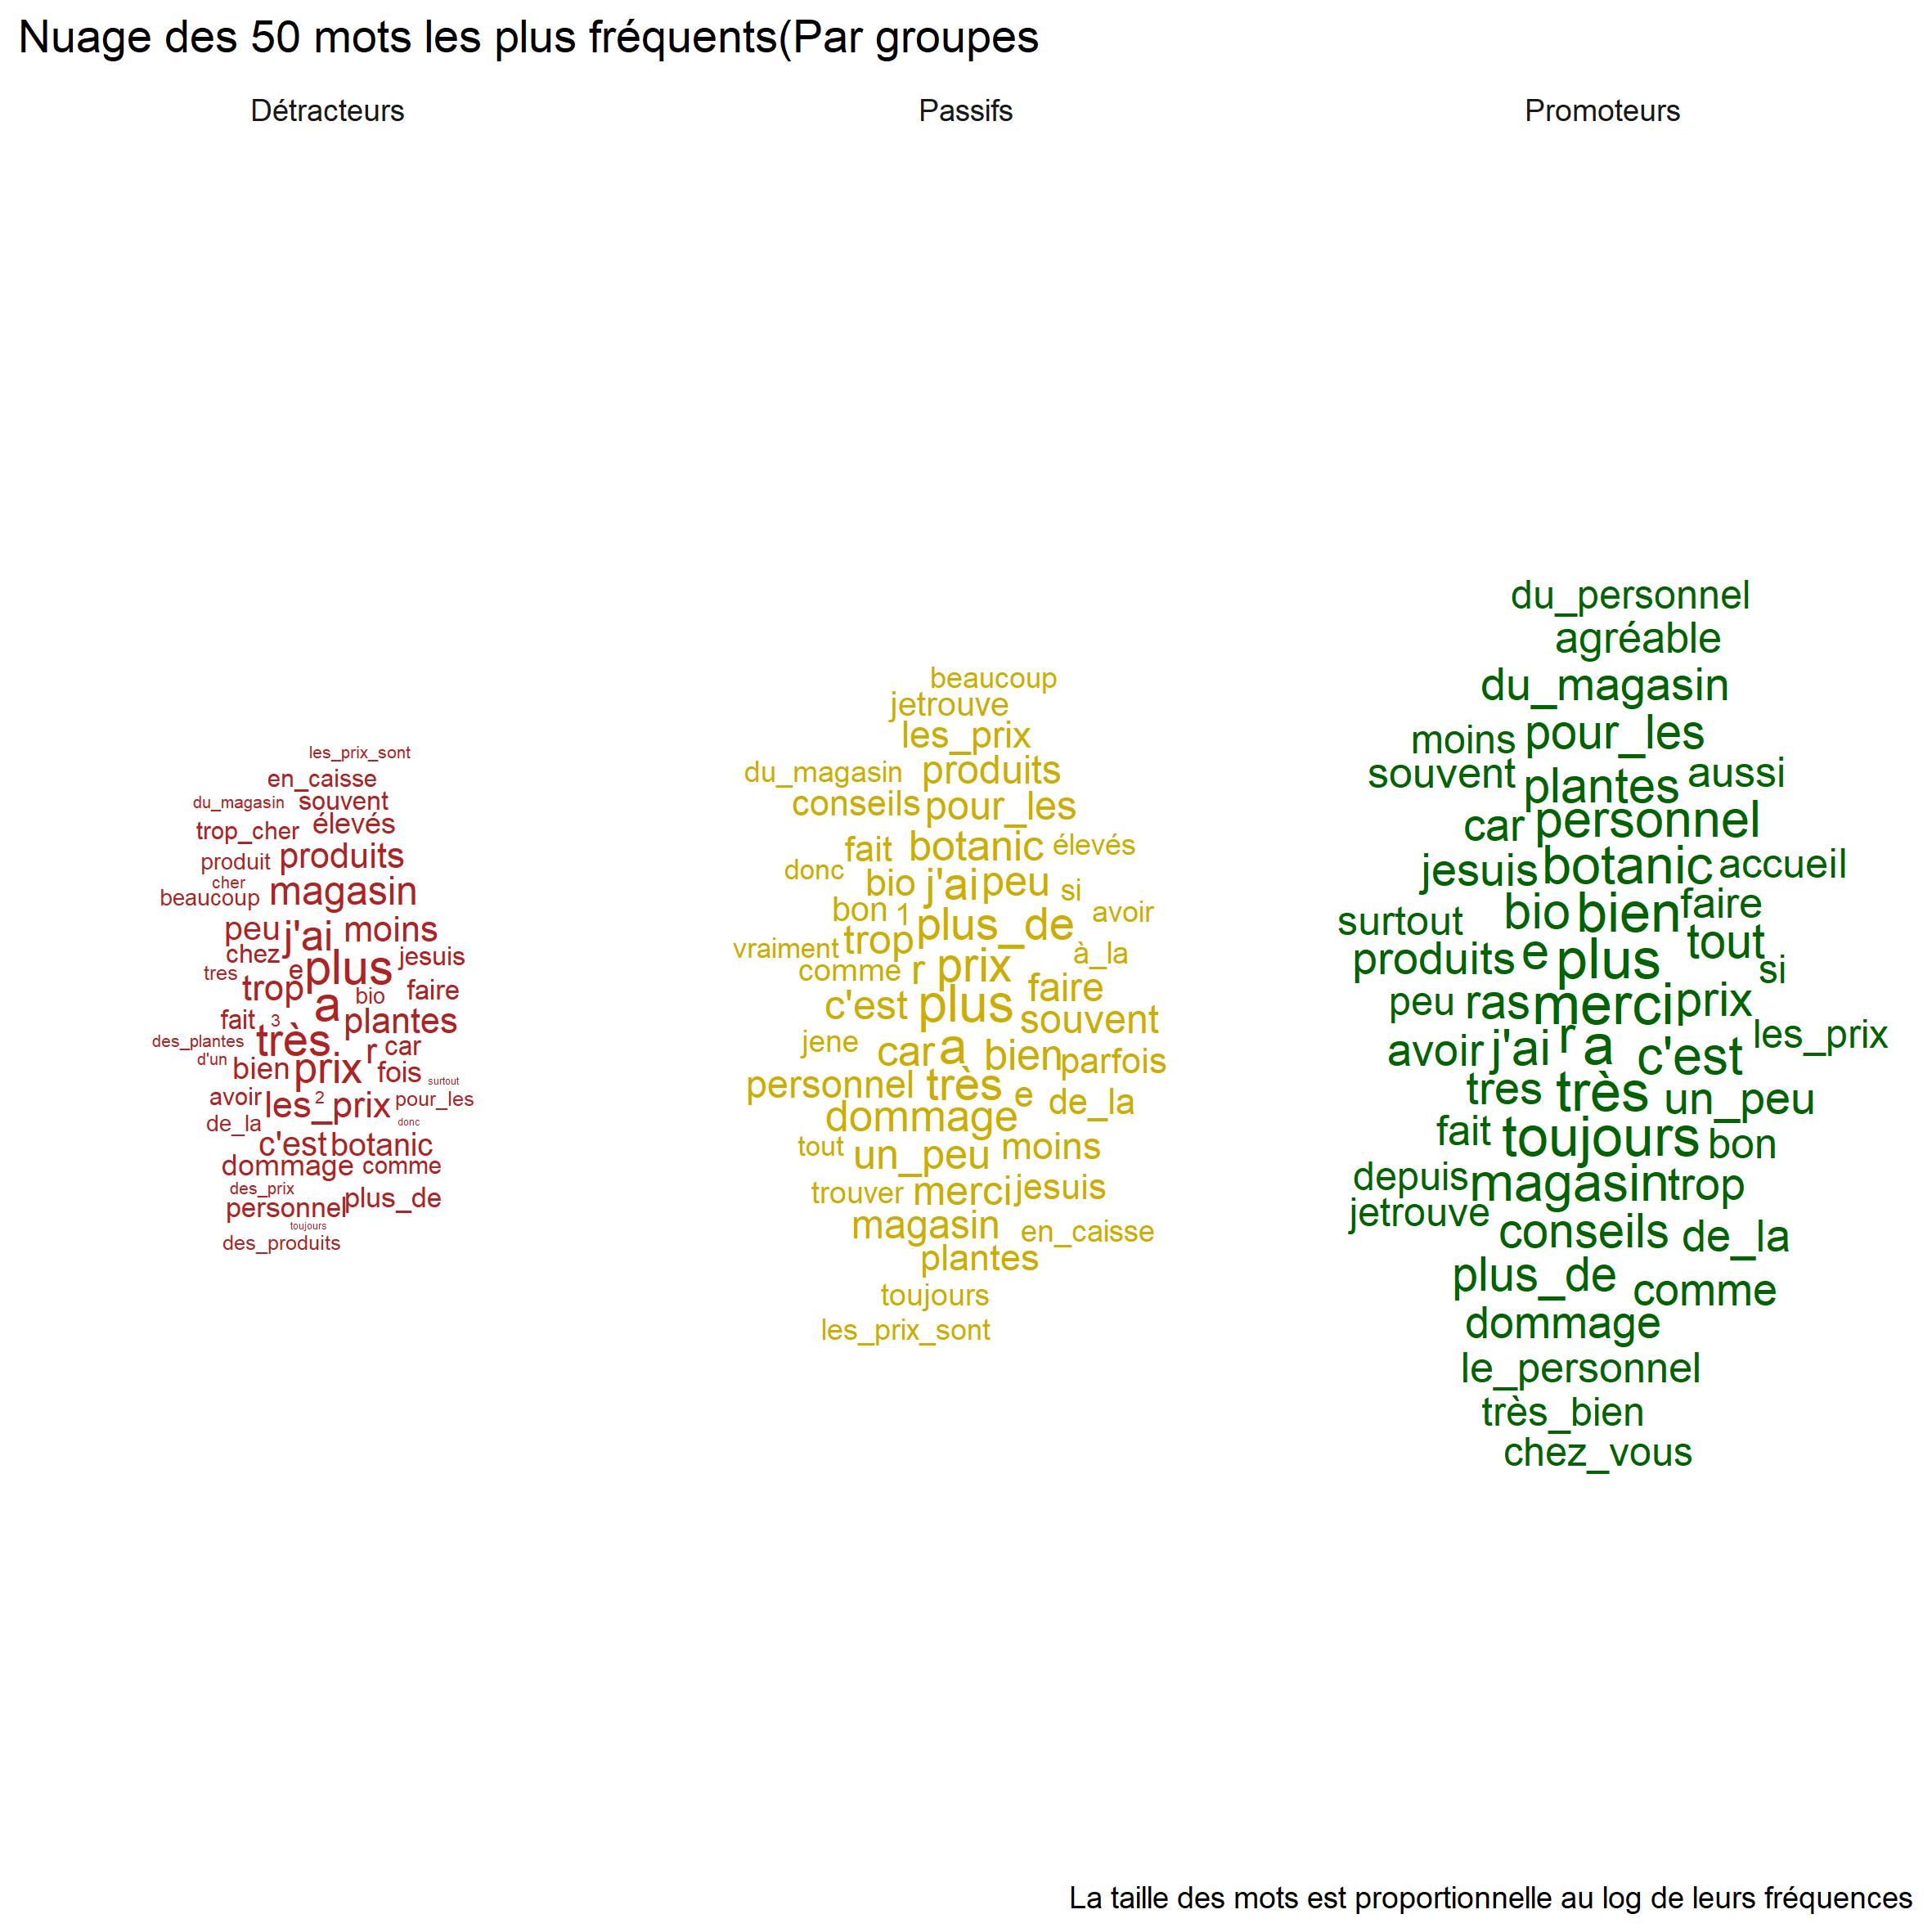 Nuage des 50 mots les plus fréquents(Par groupes
Détracteurs
Passifs
Promoteurs
les_prix_sont
en_caisse
du_magasin souvent
trop_cher élevés
produit produits
cher
beaucoup magasin
peu j'ai moins
chez jesuis
tres e plus
trop a bio faire
fait 3 plantes
des_plantes très
d'un bien prix r car
fois surtout
avoir les_prix 2 pour_les
de_la donc
c'est botanic
dommage comme
des_prix
personnel plus_de
toujours
des_produits
beaucoup
jetrouve
les_prix
du_magasin produits
conseils pour_les
fait botanic élevés
donc
bio j'ai peu si
bon 1 plus_de avoir
vraiment trop à_la
comme r prix
c'est plus faire
souvent
jene car a bien parfois
personnel très e de_la
dommage
tout un_peu moins
trouver merci jesuis
magasin en_caisse
plantes
toujours
les_prix_sont
du_personnel
agréable
du_magasin
moins pour_les
souvent plantes aussi
car personnel
jesuis botanic accueil
surtout bio bien faire
produits e plus tout si
peu ras merci prix
avoir j'ai r a c'est les_prix
tres très un_peu
fait toujours bon
depuis magasin trop
jetrouve conseils de_la
plus_de comme
dommage
le_personnel
très_bien
chez_vous
La taille des mots est proportionnelle au log de leurs fréquences